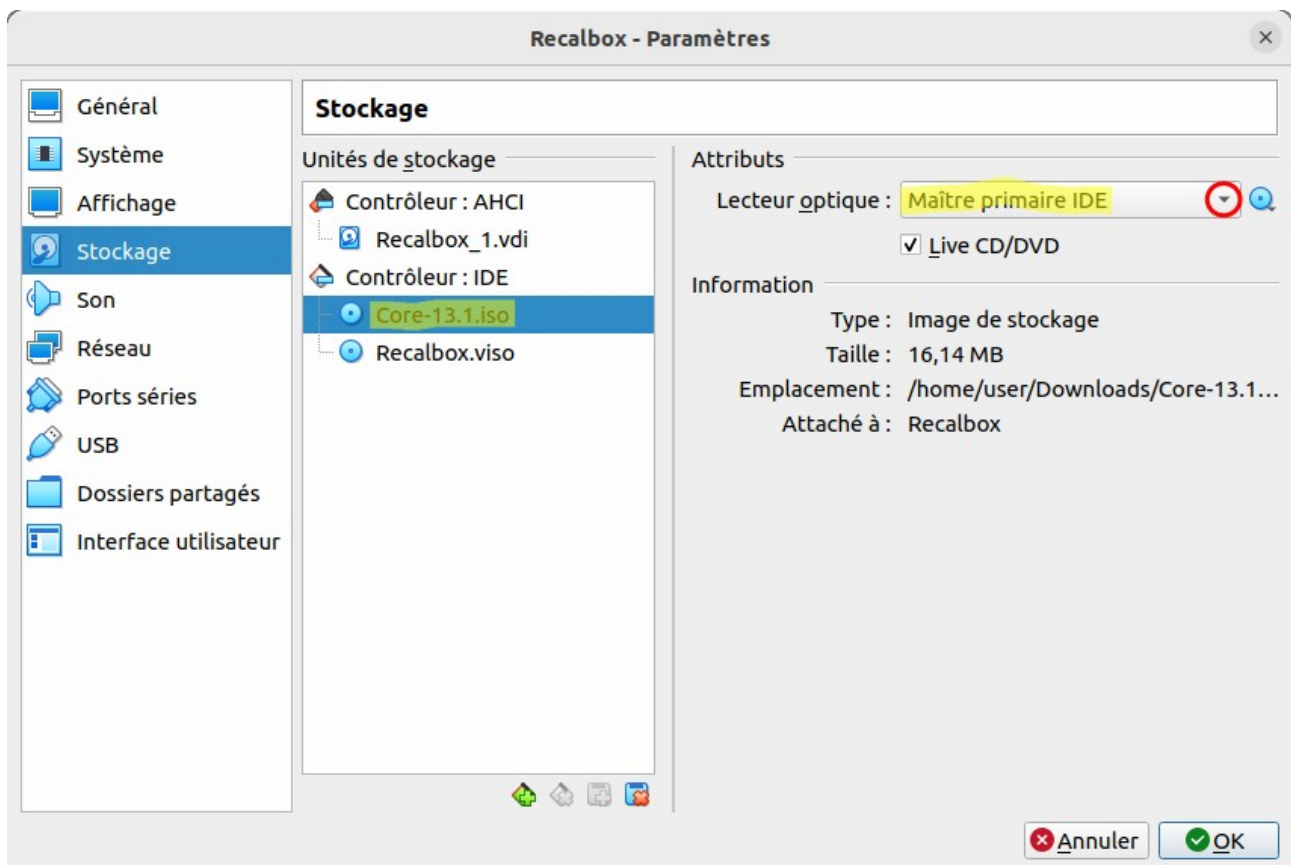 Recalbox - Paramètres
Général
Système
Affichage
Stockage
Son
Réseau
Ports séries
USB
Dossiers partagés
Interface utilisateur
Stockage
Unités de stockage
Contrôleur : AHCI
Recalbox_1.vdi
Contrôleur : IDE
Core-13.1.iso
Recalbox.viso
Attributs
Lecteur optique : Maître primaire IDE
Live CD/DVD
Information
Type : Image de stockage
Taille : 16,14 MB
Emplacement : /home/user/Downloads/Core-13.1...
Attaché à : Recalbox
Annuler
OK